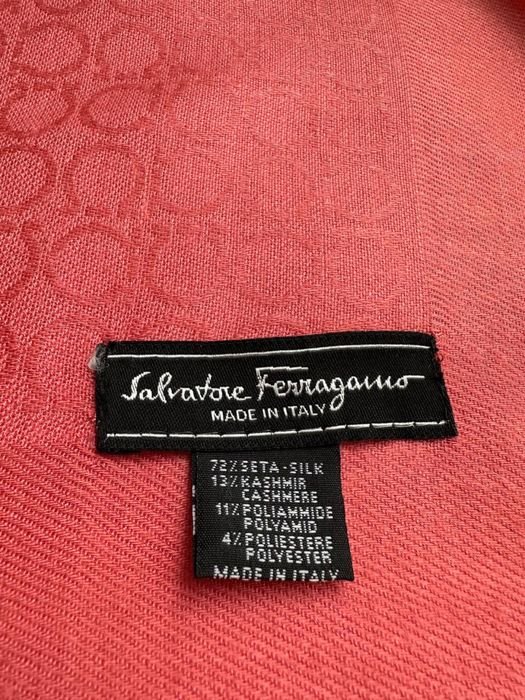 Salvatore Ferragamo
MADE IN ITALY
72% SETA-SILK
13% KASHMIR
CASHMERE
11% POLIAMMIDE
POLYAMID
4% POLIESTERE
POLYESTER
MADE IN ITALY